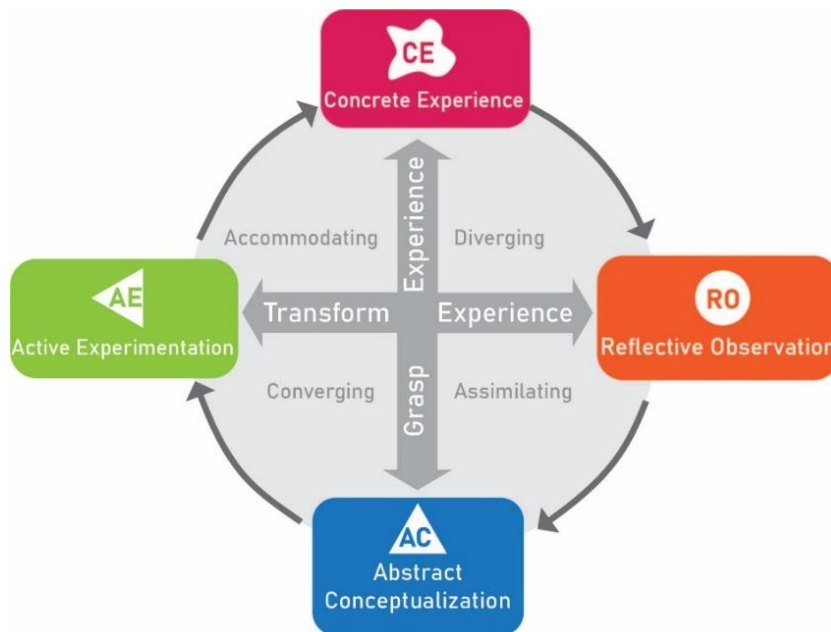 CE
Concrete Experience
Accommodating
Experience
Diverging
AE
Active Experimentation
Transform
Experience
RO
Reflective Observation
Converging
Grasp
Assimilating
AC
Abstract
Conceptualization